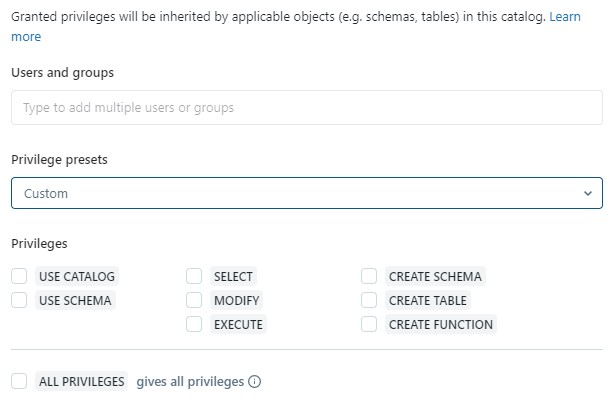 Granted privileges will be inherited by applicable objects (e.g. schemas, tables) in this catalog. Learn
more
Users and groups
Type to add multiple users or groups
Privilege presets
Custom
Privileges
USE CATALOG SELECT CREATE SCHEMA
USE SCHEMA MODIFY CREATE TABLE
EXECUTE CREATE FUNCTION
ALL PRIVILEGES gives all privileges